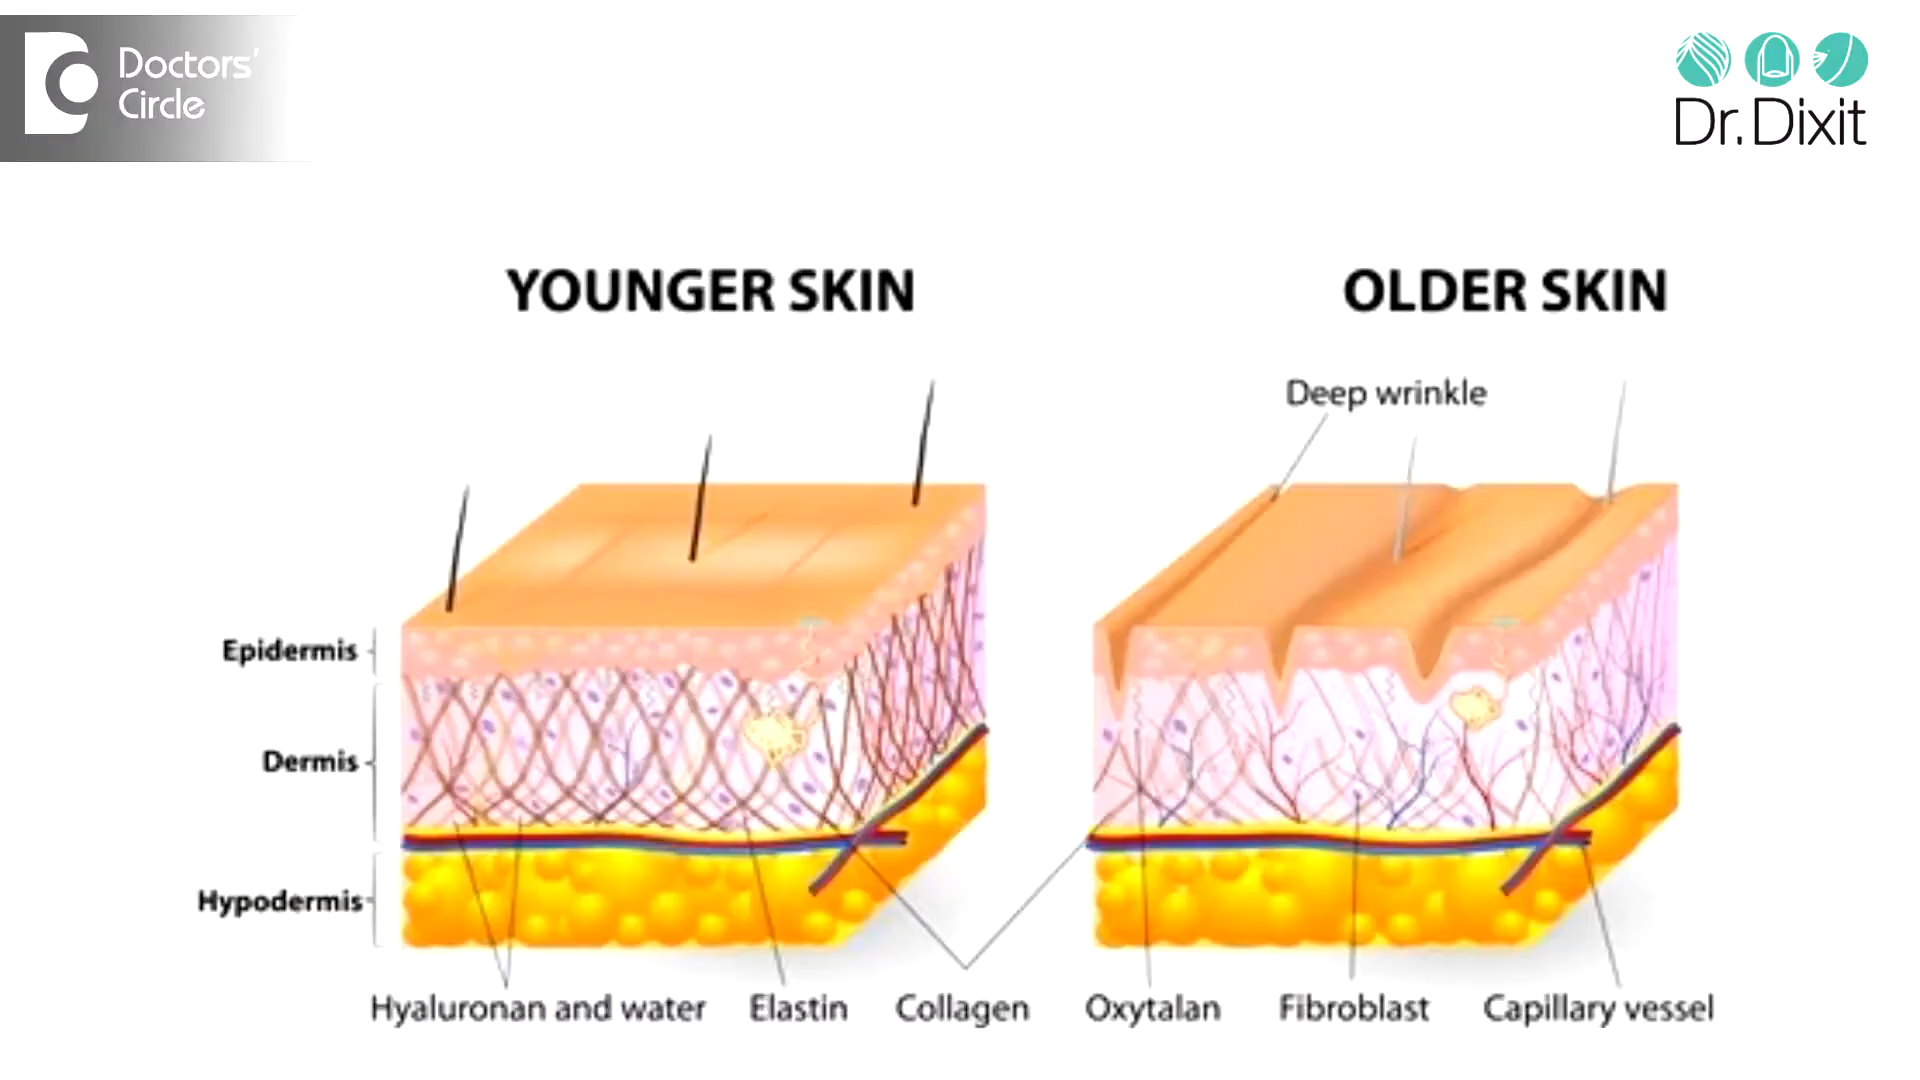 Doctors'
Circle
Dr. Dixit
YOUNGER SKIN
OLDER SKIN
Deep wrinkle
Epidermis
Dermis
Hypodermis
Hyaluronan and water
Elastin
Collagen
Oxytalan
Fibroblast
Capillary vessel